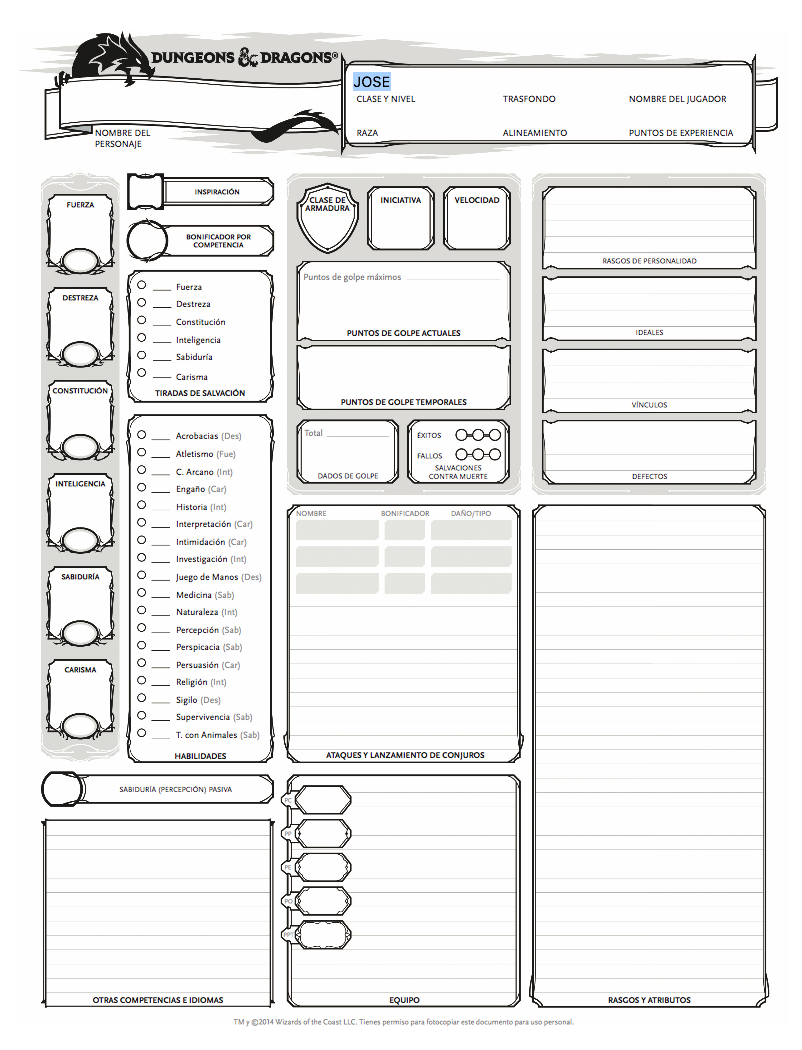 DUNGEONS & DRAGONS®
JOSE
CLASE Y NIVEL TRASFONDO NOMBRE DEL JUGADOR
NOMBRE DEL
PERSONAJE
RAZA ALINEAMIENTO PUNTOS DE EXPERIENCIA
FUERZA
DESTREZA
CONSTITUCIÓN
INTELIGENCIA
SABIDURÍA
CARISMA
INSPIRACIÓN
BONIFICADOR POR
COMPETENCIA
Fuerza
Destreza
Constitución
Inteligencia
Sabiduría
Carisma
TIRADAS DE SALVACIÓN
Acrobacias (Des)
Atletismo (Fue)
C. Arcano (Int)
Engaño (Car)
Historia (Int)
Interpretación (Car)
Intimidación (Car)
Investigación (Int)
Juego de Manos (Des)
Medicina (Sab)
Naturaleza (Int)
Percepción (Sab)
Perspicacia (Sab)
Persuasión (Car)
Religión (Int)
Sigilo (Des)
Supervivencia (Sab)
T. con Animales (Sab)
HABILIDADES
SABIDURÍA (PERCEPCIÓN) PASIVA
OTRAS COMPETENCIAS E IDIOMAS
CLASE DE
ARMADURA
INICIATIVA
VELOCIDAD
Puntos de golpe máximos
PUNTOS DE GOLPE ACTUALES
PUNTOS DE GOLPE TEMPORALES
Total
DADOS DE GOLPE
ÉXITOS
FALLOS
SALVACIONES
CONTRA MUERTE
NOMBRE BONIFICADOR DAÑO/TIPO
ATAQUES Y LANZAMIENTO DE CONJUROS
PC
PP
PE
PO
PPT
EQUIPO
RASGOS DE PERSONALIDAD
IDEALES
VÍNCULOS
DEFECTOS
RASGOS Y ATRIBUTOS
TM y ©2014 Wizards of the Coast LLC. Tienes permiso para fotocopiar este documento para uso personal.